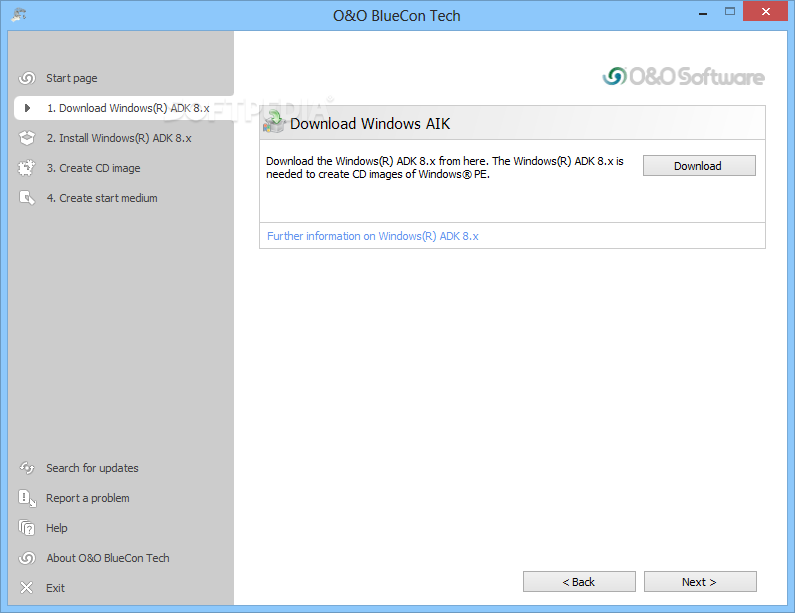 O&O BlueCon Tech
Start page
1. Download Windows(R) ADK 8.x
2. Install Windows(R) ADK 8.x
3. Create CD image
4. Create start medium
SOFTPEDIA
Search for updates
Report a problem
Help
About O&O BlueCon Tech
Exit
O&O Software
Download Windows AIK
Download the Windows(R) ADK 8.x from here. The Windows(R) ADK 8.x is
needed to create CD images of Windows® PE.
Download
Further information on Windows(R) ADK 8.x
< Back
Next >